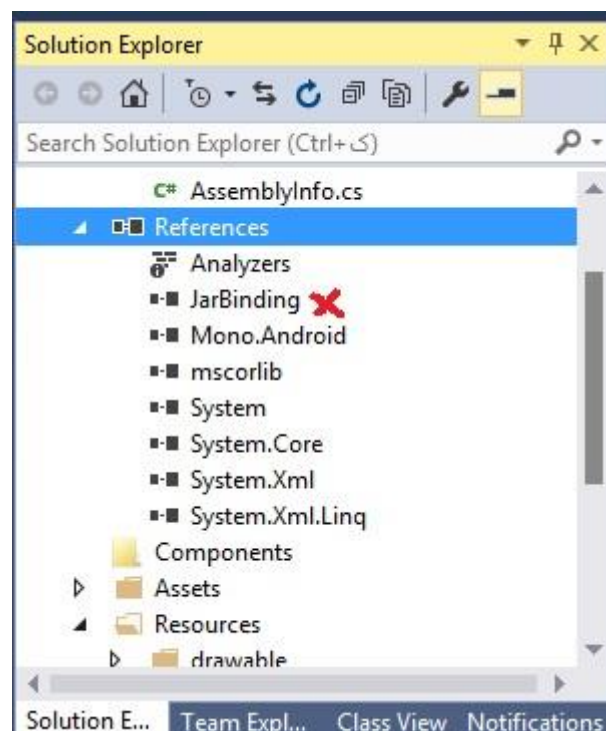 Solution Explorer
Search Solution Explorer (Ctrl+ک)
C# AssemblyInfo.cs
References
Analyzers
JarBinding
Mono.Android
mscorlib
System
System.Core
System.Xml
System.Xml.Linq
Components
Assets
Resources
drawable
Solution E... Team Expl... Class View Notifications